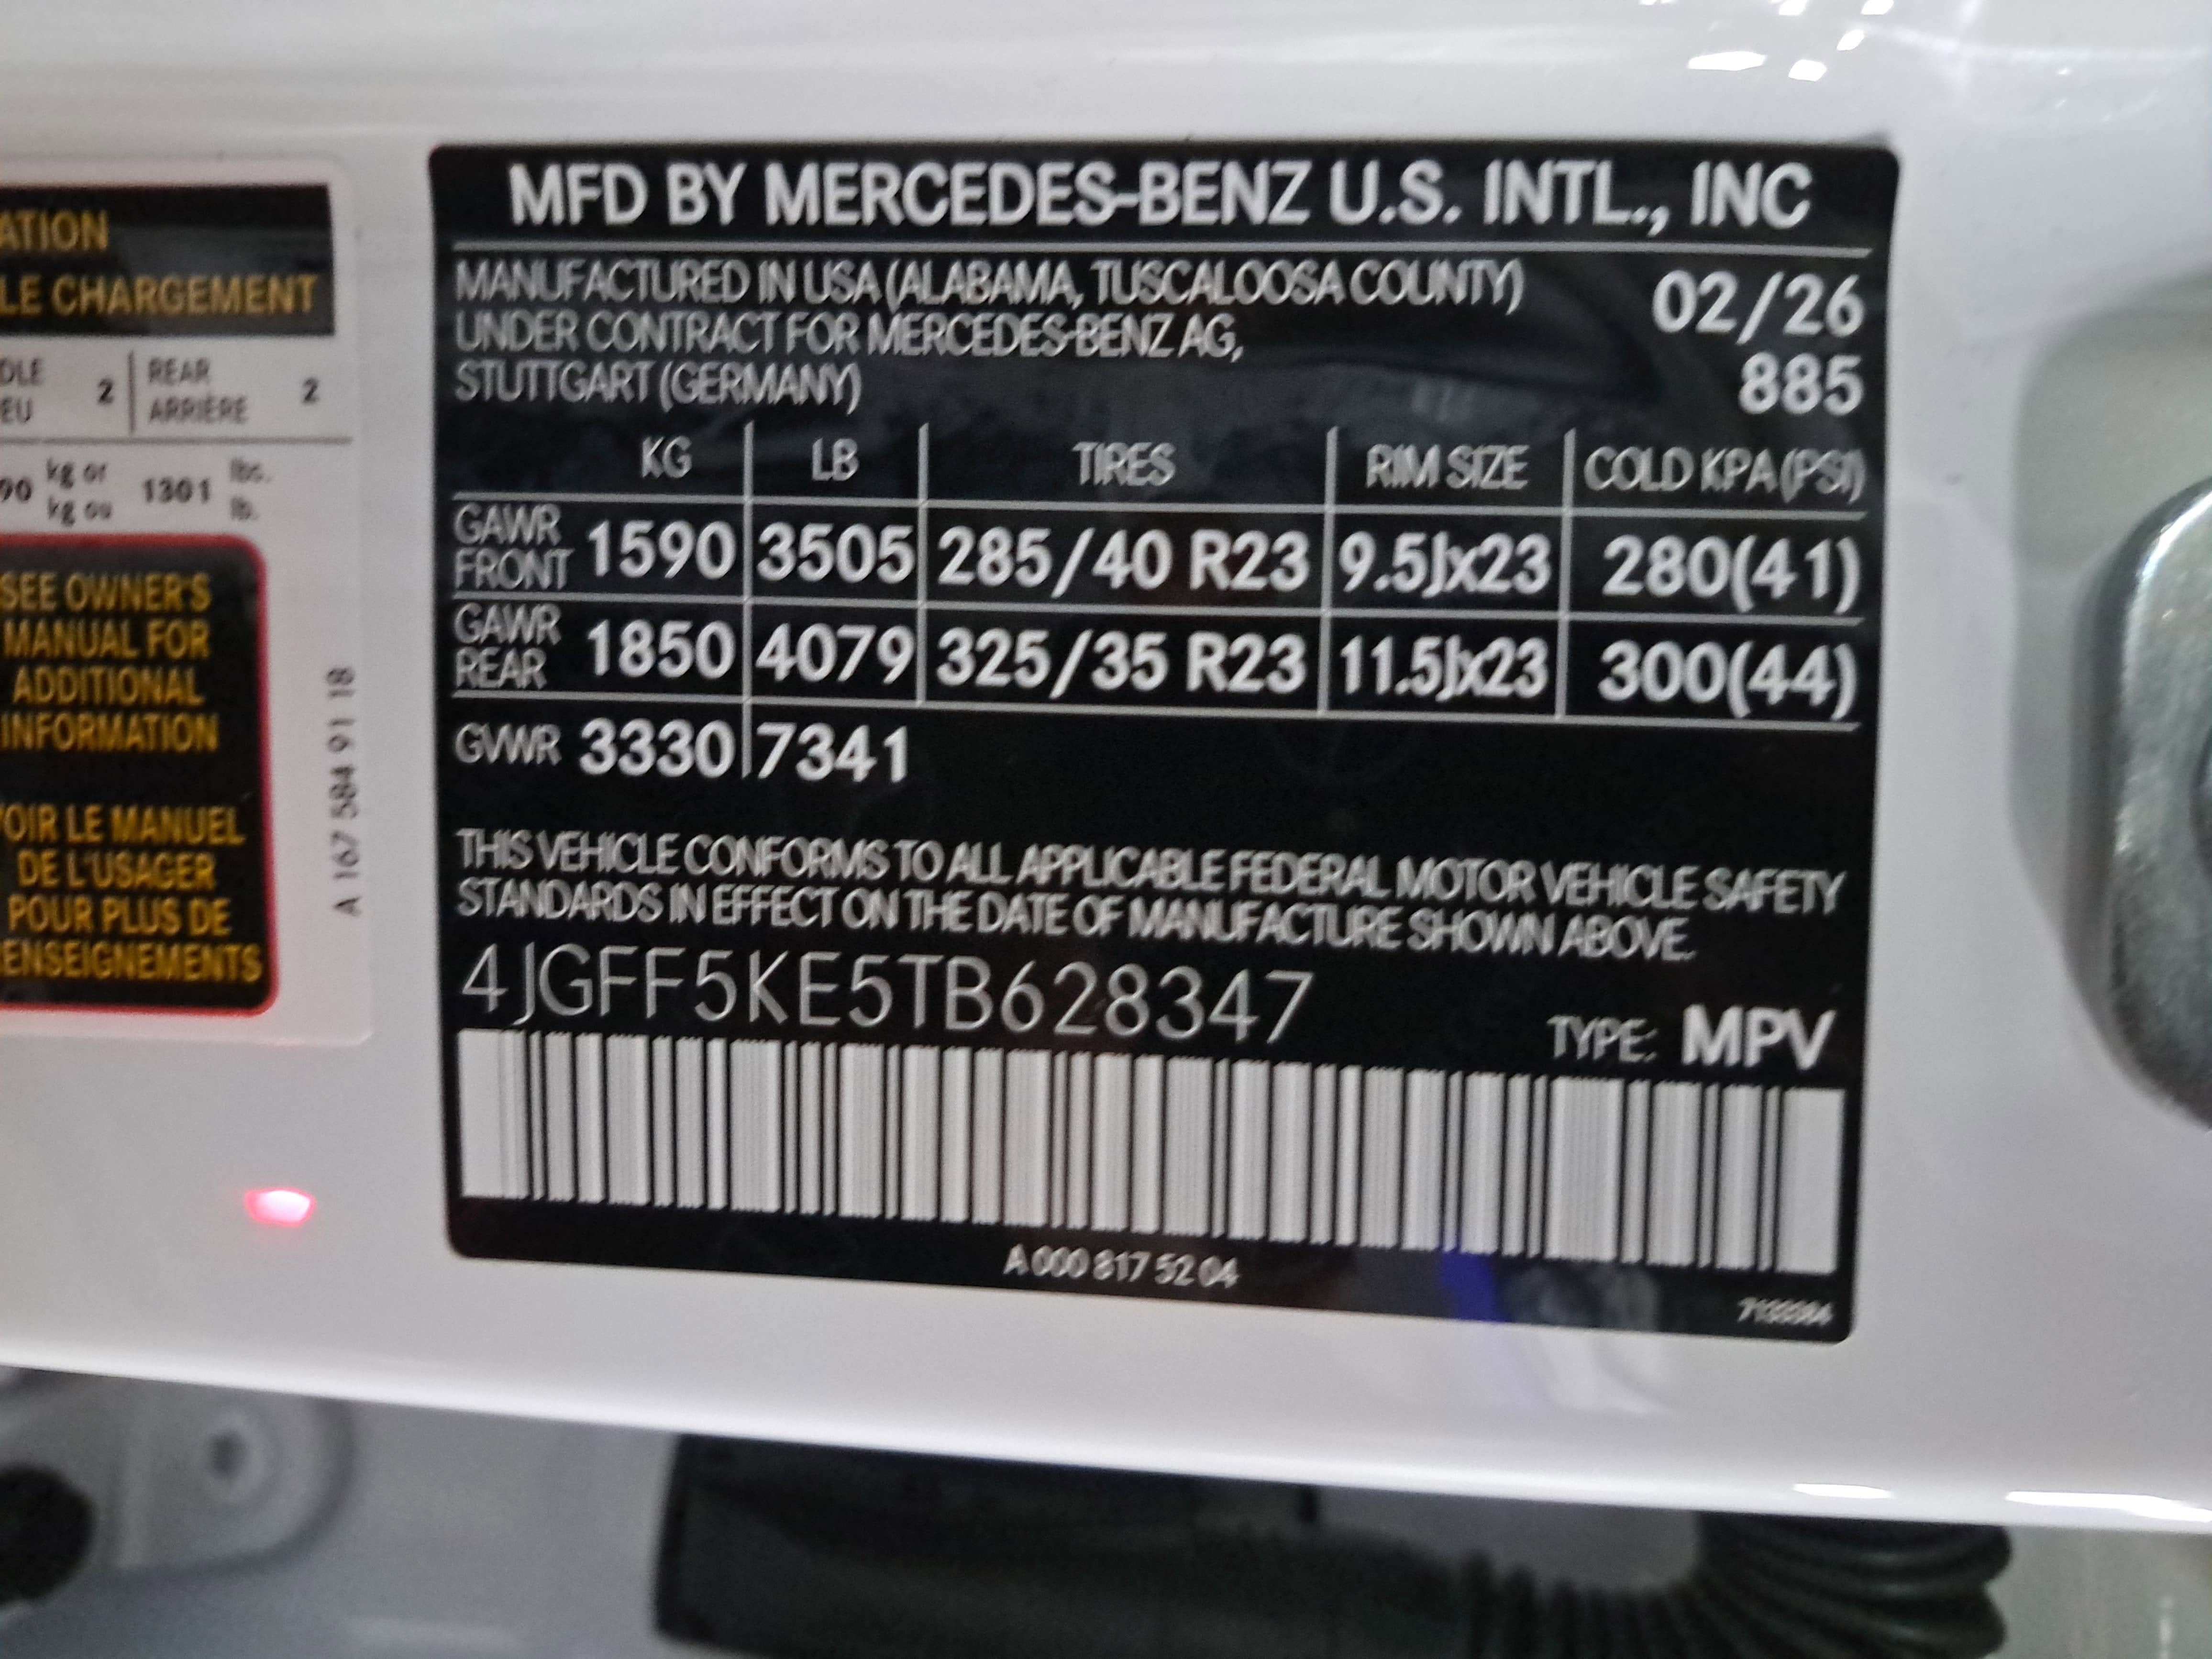 ATION
LE CHARGEMENT
DLE
EU
2
REAR
ARRIÈRE
2
90 kg or
kg ou
1301 lbs.
lb.
SEE OWNER'S
MANUAL FOR
ADDITIONAL
INFORMATION
OIR LE MANUEL
DE L'USAGER
POUR PLUS DE
ENSEIGNEMENTS
A 167 584 91 18
MFD BY MERCEDES-BENZ U.S. INTL., INC
MANUFACTURED IN USA (ALABAMA, TUSCALOOSA COUNTY)
UNDER CONTRACT FOR MERCEDES-BENZ AG,
STUTTGART (GERMANY)
02/26
885
KG LB TIRES RIM SIZE COLD KPA (PSI)
GAWR FRONT 1590 3505 285/40 R23 9.5Jx23 280(41)
GAWR REAR 1850 4079 325/35 R23 11.5Jx23 300(44)
GVWR 3330 7341
THIS VEHICLE CONFORMS TO ALL APPLICABLE FEDERAL MOTOR VEHICLE SAFETY
STANDARDS IN EFFECT ON THE DATE OF MANUFACTURE SHOWN ABOVE.
4JGFF5KE5TB628347
TYPE: MPV
A 000 817 52 04